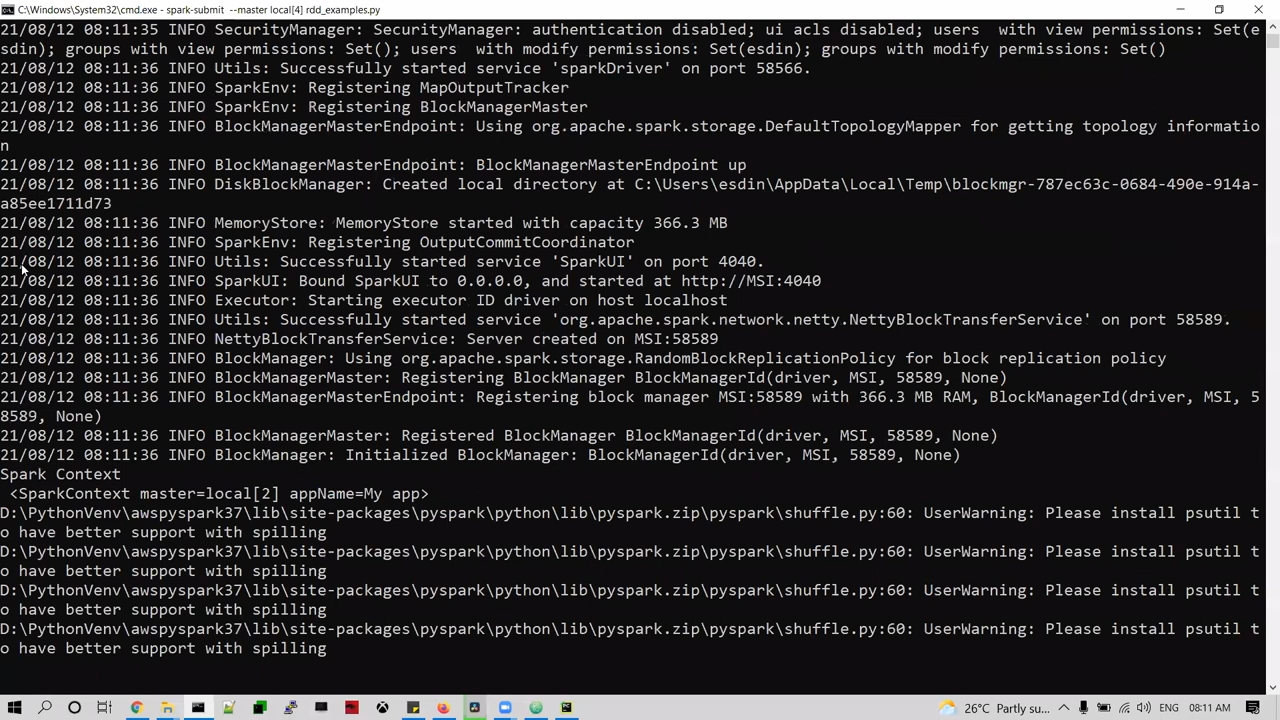 C:\Windows\System32\cmd.exe - spark-submit  --master local[4] rdd_examples.py
21/08/12 08:11:35 INFO SecurityManager: SecurityManager: authentication disabled; ui acls disabled; users  with view permissions: Set(e
sdin); groups with view permissions: Set(); users  with modify permissions: Set(esdin); groups with modify permissions: Set()
21/08/12 08:11:36 INFO Utils: Successfully started service 'sparkDriver' on port 58566.
21/08/12 08:11:36 INFO SparkEnv: Registering MapOutputTracker
21/08/12 08:11:36 INFO SparkEnv: Registering BlockManagerMaster
21/08/12 08:11:36 INFO BlockManagerMasterEndpoint: Using org.apache.spark.storage.DefaultTopologyMapper for getting topology informatio
n
21/08/12 08:11:36 INFO BlockManagerMasterEndpoint: BlockManagerMasterEndpoint up
21/08/12 08:11:36 INFO DiskBlockManager: Created local directory at C:\Users\esdin\AppData\Local\Temp\blockmgr-787ec63c-0684-490e-914a-
a85ee1711d73
21/08/12 08:11:36 INFO MemoryStore: MemoryStore started with capacity 366.3 MB
21/08/12 08:11:36 INFO SparkEnv: Registering OutputCommitCoordinator
21/08/12 08:11:36 INFO Utils: Successfully started service 'SparkUI' on port 4040.
21/08/12 08:11:36 INFO SparkUI: Bound SparkUI to 0.0.0.0, and started at http://MSI:4040
21/08/12 08:11:36 INFO Executor: Starting executor ID driver on host localhost
21/08/12 08:11:36 INFO Utils: Successfully started service 'org.apache.spark.network.netty.NettyBlockTransferService' on port 58589.
21/08/12 08:11:36 INFO NettyBlockTransferService: Server created on MSI:58589
21/08/12 08:11:36 INFO BlockManager: Using org.apache.spark.storage.RandomBlockReplicationPolicy for block replication policy
21/08/12 08:11:36 INFO BlockManagerMaster: Registering BlockManager BlockManagerId(driver, MSI, 58589, None)
21/08/12 08:11:36 INFO BlockManagerMasterEndpoint: Registering block manager MSI:58589 with 366.3 MB RAM, BlockManagerId(driver, MSI, 5
8589, None)
21/08/12 08:11:36 INFO BlockManagerMaster: Registered BlockManager BlockManagerId(driver, MSI, 58589, None)
21/08/12 08:11:36 INFO BlockManager: Initialized BlockManager: BlockManagerId(driver, MSI, 58589, None)
Spark Context
 <SparkContext master=local[2] appName=My app>
D:\PythonVenv\awspyspark37\lib\site-packages\pyspark\python\lib\pyspark.zip\pyspark\shuffle.py:60: UserWarning: Please install psutil t
o have better support with spilling
D:\PythonVenv\awspyspark37\lib\site-packages\pyspark\python\lib\pyspark.zip\pyspark\shuffle.py:60: UserWarning: Please install psutil t
o have better support with spilling
D:\PythonVenv\awspyspark37\lib\site-packages\pyspark\python\lib\pyspark.zip\pyspark\shuffle.py:60: UserWarning: Please install psutil t
o have better support with spilling
D:\PythonVenv\awspyspark37\lib\site-packages\pyspark\python\lib\pyspark.zip\pyspark\shuffle.py:60: UserWarning: Please install psutil t
o have better support with spilling
26°C Partly su... ENG 08:11 AM